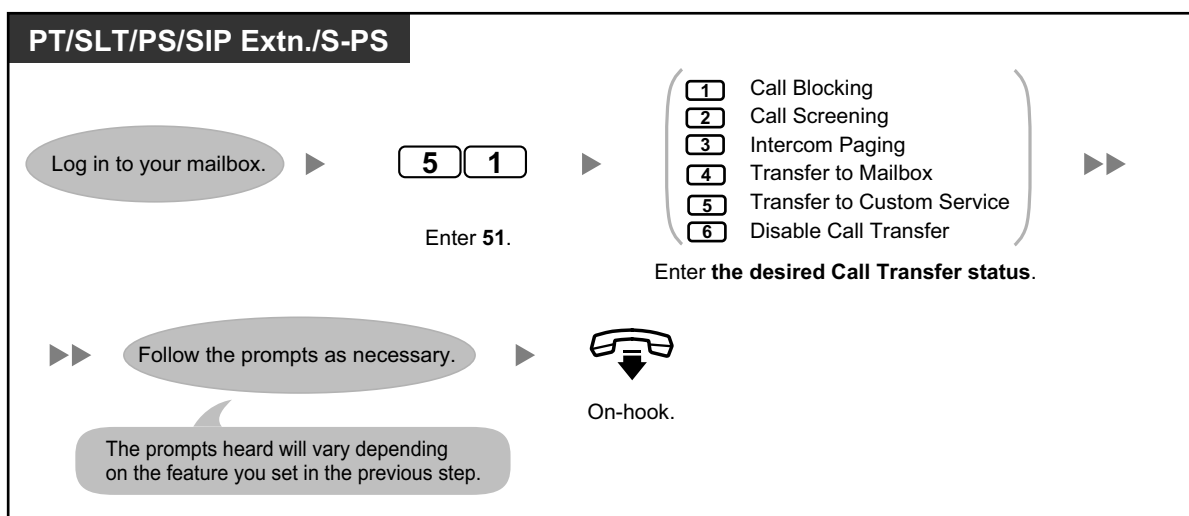 PT/SLT/PS/SIP Extn./S-PS
Log in to your mailbox.
5 1
Enter 51.
1 Call Blocking
2 Call Screening
3 Intercom Paging
4 Transfer to Mailbox
5 Transfer to Custom Service
6 Disable Call Transfer
Enter the desired Call Transfer status.
Follow the prompts as necessary.
The prompts heard will vary depending
on the feature you set in the previous step.
On-hook.